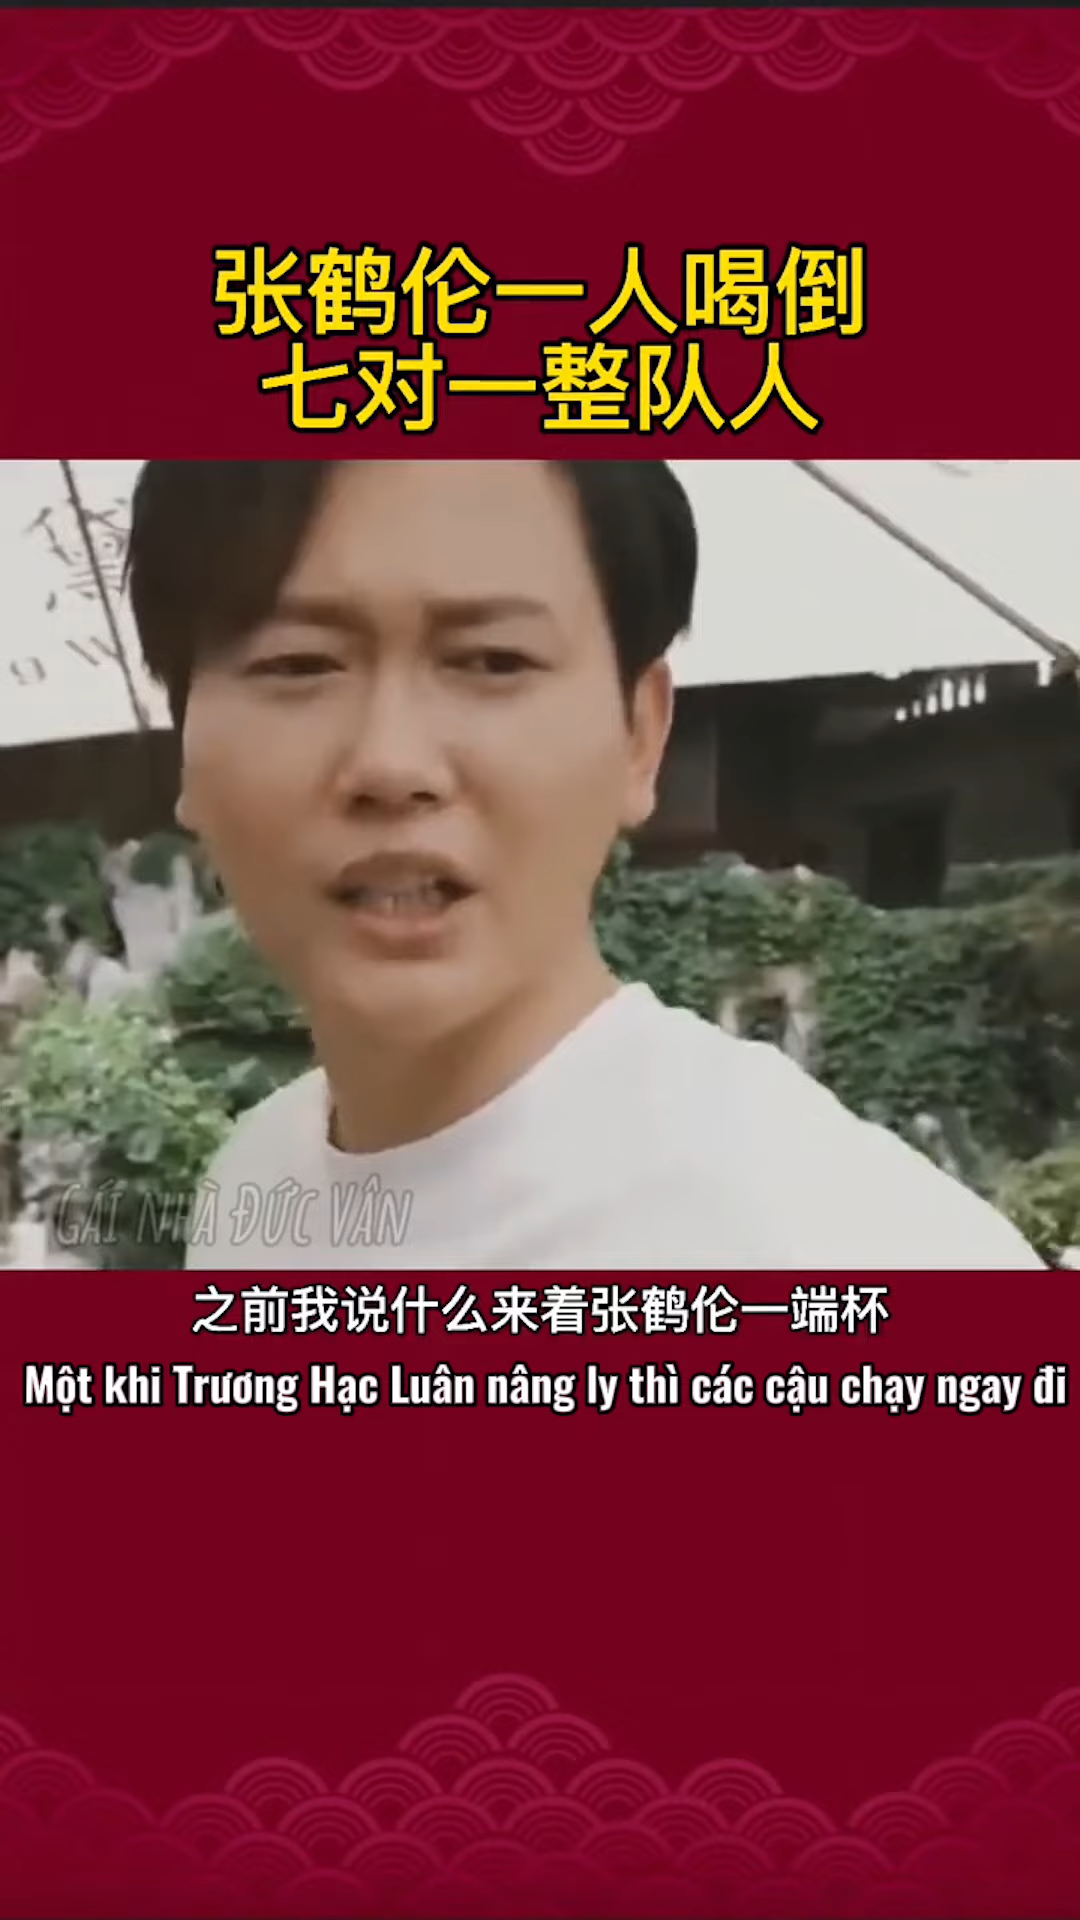 张鹤伦一人喝倒
七对一整队人
GÁI NHÀ ĐỨC VÂN
之前我说什么来着张鹤伦一端杯
Một khi Trương Hạc Luân nâng ly thì các cậu chạy ngay đi